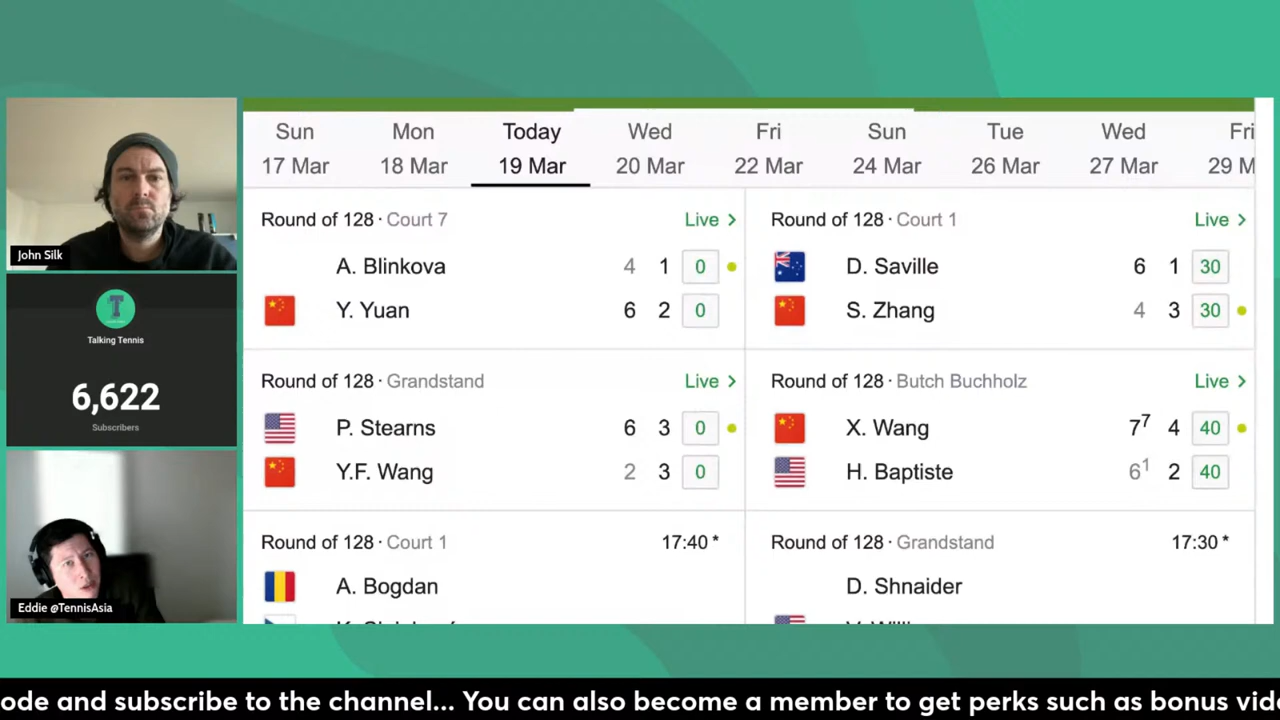 John Silk
Talking Tennis
6,622
Subscribers
Eddie @TennisAsia
Sun Mon Today Wed Fri Sun Tue Wed Fri
17 Mar 18 Mar 19 Mar 20 Mar 22 Mar 24 Mar 26 Mar 27 Mar 29 M
Round of 128 · Court 7 Live >
A. Blinkova 4 1 0
Y. Yuan 6 2 0
Round of 128 · Court 1 Live >
D. Saville 6 1 30
S. Zhang 4 3 30
Round of 128 · Grandstand Live >
P. Stearns 6 3 0
Y.F. Wang 2 3 0
Round of 128 · Butch Buchholz Live >
X. Wang 7⁷ 4 40
H. Baptiste 6¹ 2 40
Round of 128 · Court 1 17:40 *
A. Bogdan
Round of 128 · Grandstand 17:30 *
D. Shnaider
ode and subscribe to the channel... You can also become a member to get perks such as bonus vid